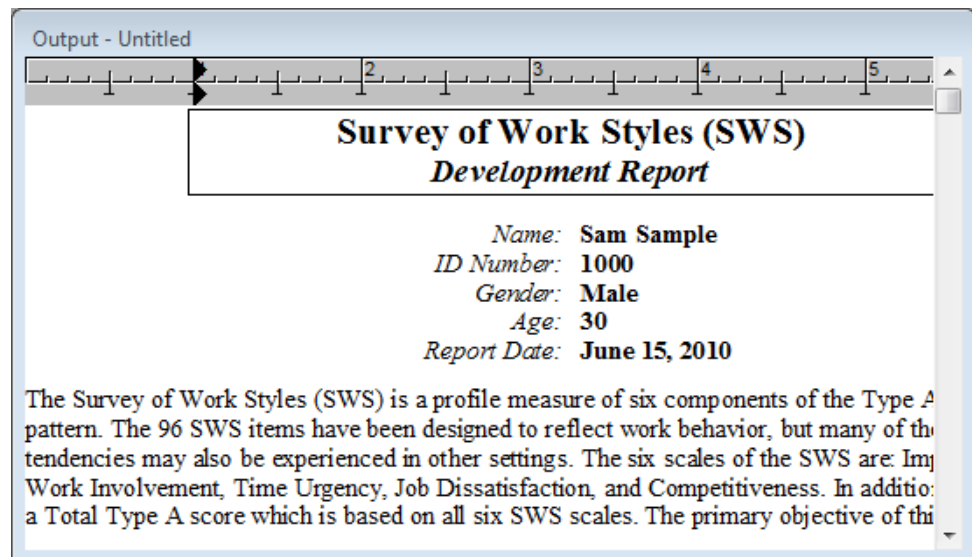 Output - Untitled
2 3 4 5
Survey of Work Styles (SWS)
Development Report
Name: Sam Sample
ID Number: 1000
Gender: Male
Age: 30
Report Date: June 15, 2010
The Survey of Work Styles (SWS) is a profile measure of six components of the Type A
pattern. The 96 SWS items have been designed to reflect work behavior, but many of the
tendencies may also be experienced in other settings. The six scales of the SWS are: Imp
Work Involvement, Time Urgency, Job Dissatisfaction, and Competitiveness. In additio
a Total Type A score which is based on all six SWS scales. The primary objective of thi